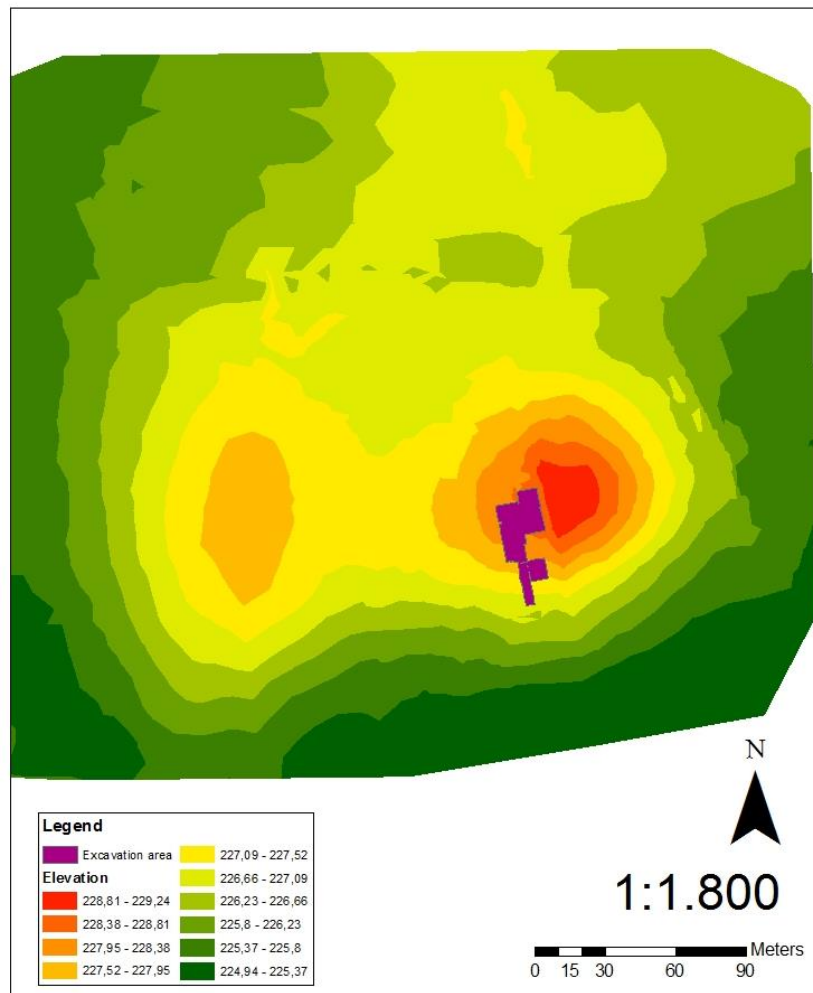 N
1:1.800
Meters
0 15 30 60 90
Legend
Excavation area
Elevation
228,81 - 229,24
228,38 - 228,81
227,95 - 228,38
227,52 - 227,95
227,09 - 227,52
226,66 - 227,09
226,23 - 226,66
225,8 - 226,23
225,37 - 225,8
224,94 - 225,37